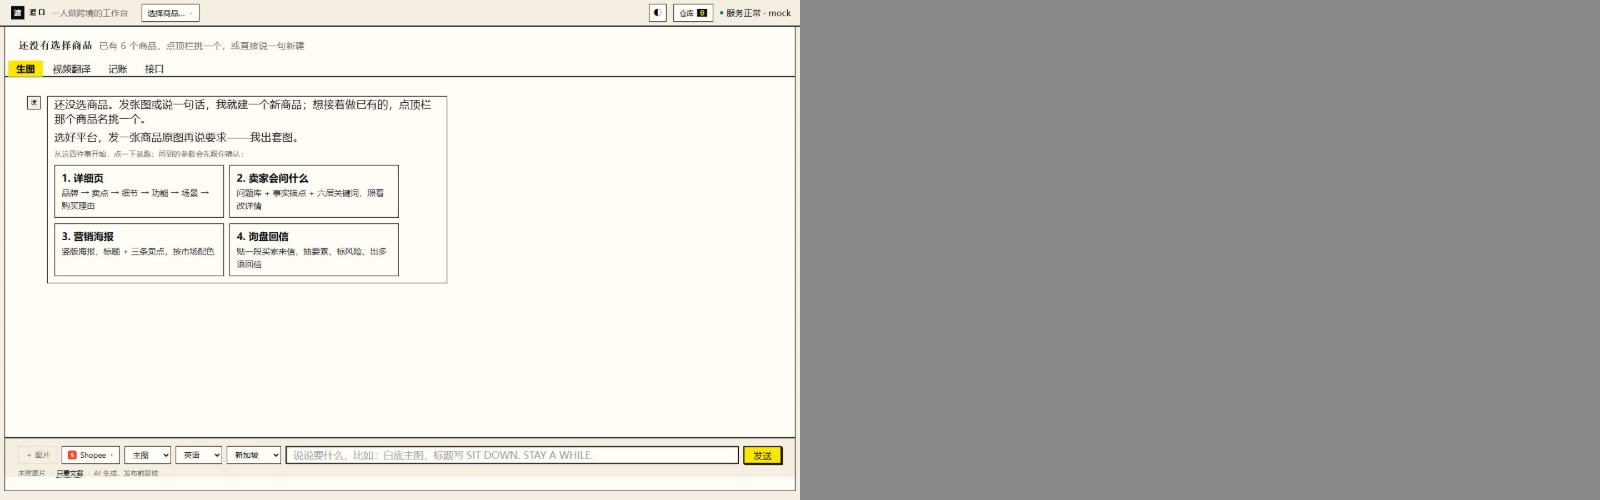 渡 渡口 一人做跨境的工作台 选择商品...
仓库 0 服务正常 · mock
还没有选择商品 已有 6 个商品，点顶栏挑一个，或直接说一句新建
生图 视频翻译 记账 接口
渡
还没选商品。发张图或说一句话，我就建一个新商品；想接着做已有的，点顶栏
那个商品名挑一个。
选好平台，发一张商品原图再说要求——我出套图。
从这四件事开始，点一下就跑；问到的参数会先跟你确认：
1. 详细页
品牌 → 卖点 → 细节 → 功能 → 场景 →
购买理由
2. 卖家会问什么
问题库 + 事实锚点 + 六层关键词，照着
改详情
3. 营销海报
竖版海报，标题 + 三条卖点，按市场配色
4. 询盘回信
贴一段买家来信，抽要素、标风险、出多
语回信
+ 图片 Shopee 主图 英语 新加坡 说说要什么，比如：白底主图，标题写 SIT DOWN. STAY A WHILE. 发送
未附图片 · 只要文案 · AI 生成，发布前复核